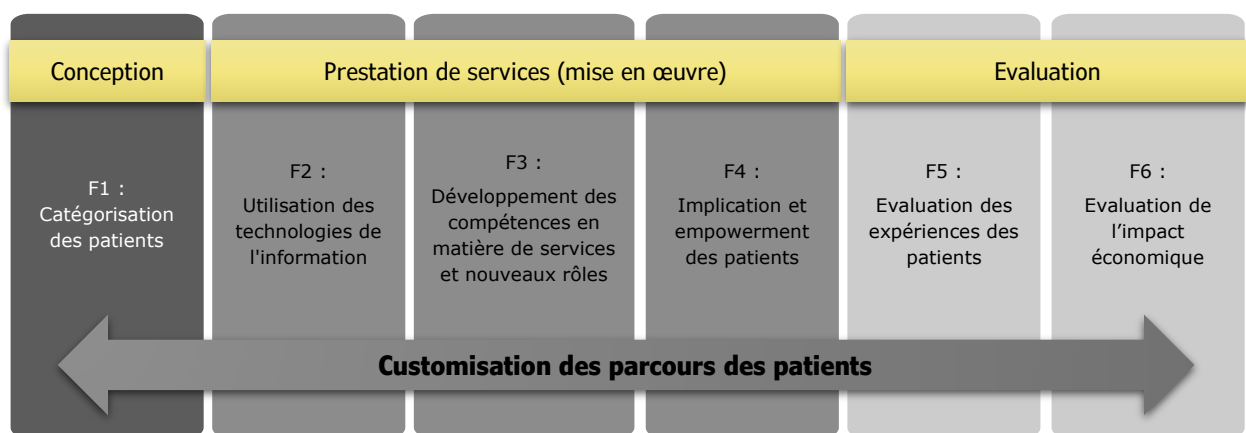 Conception
Prestation de services (mise en œuvre)
Evaluation
F1 :
Catégorisation
des patients
F2 :
Utilisation des
technologies de
l'information
F3 :
Développement des
compétences en
matière de services
et nouveaux rôles
F4 :
Implication et
empowerment
des patients
F5 :
Evaluation des
expériences des
patients
F6 :
Evaluation de
l’impact
économique
Customisation des parcours des patients